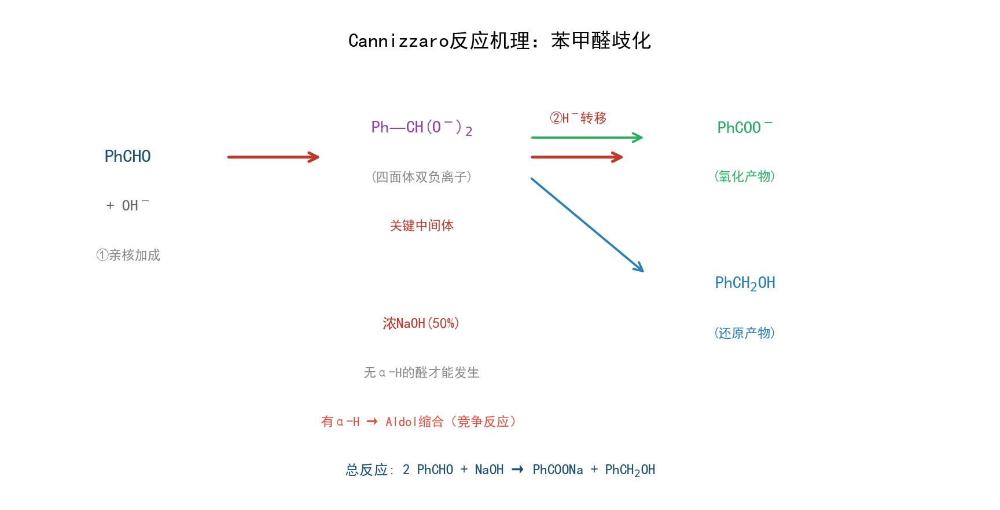 Cannizzaro反应机理：苯甲醛歧化
②H⁻转移
Ph—CH(O⁻)₂
PhCOO⁻
PhCHO
(四面体双负离子)
(氧化产物)
+ OH⁻
关键中间体
①亲核加成
PhCH₂OH
浓NaOH(50%)
(还原产物)
无α-H的醛才能发生
有α-H → Aldol缩合（竞争反应）
总反应: 2 PhCHO + NaOH → PhCOONa + PhCH₂OH